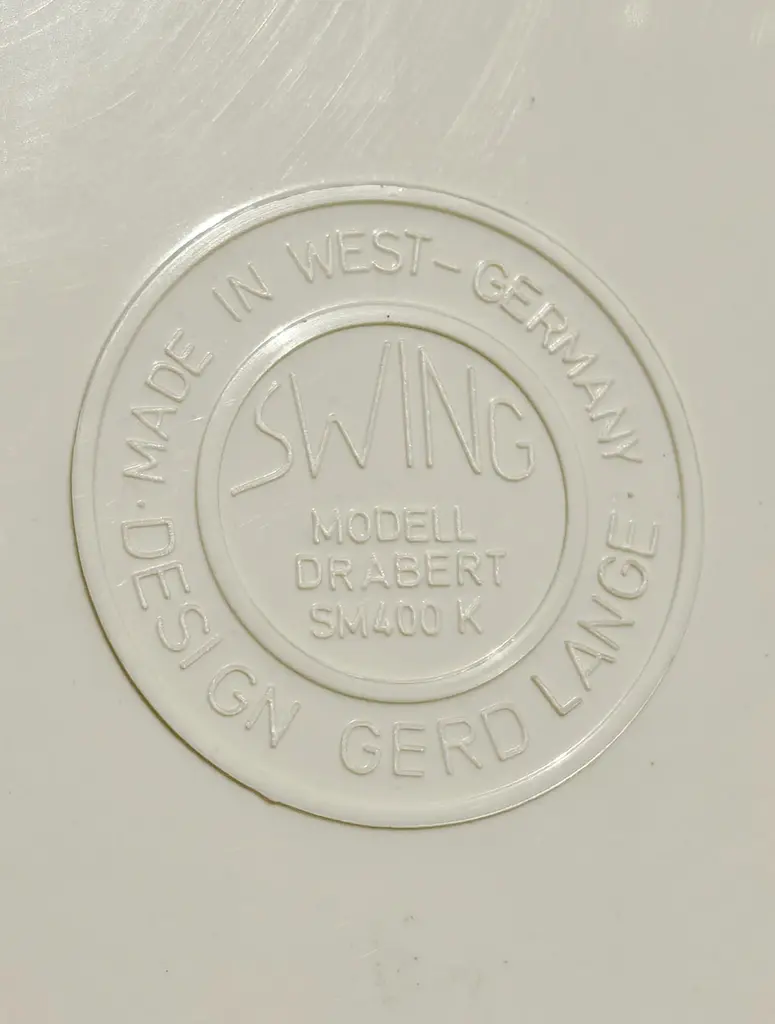 · MADE IN WEST-GERMANY ·
DESIGN GERD LANGE
SWING
MODELL
DRABERT
SM400 K